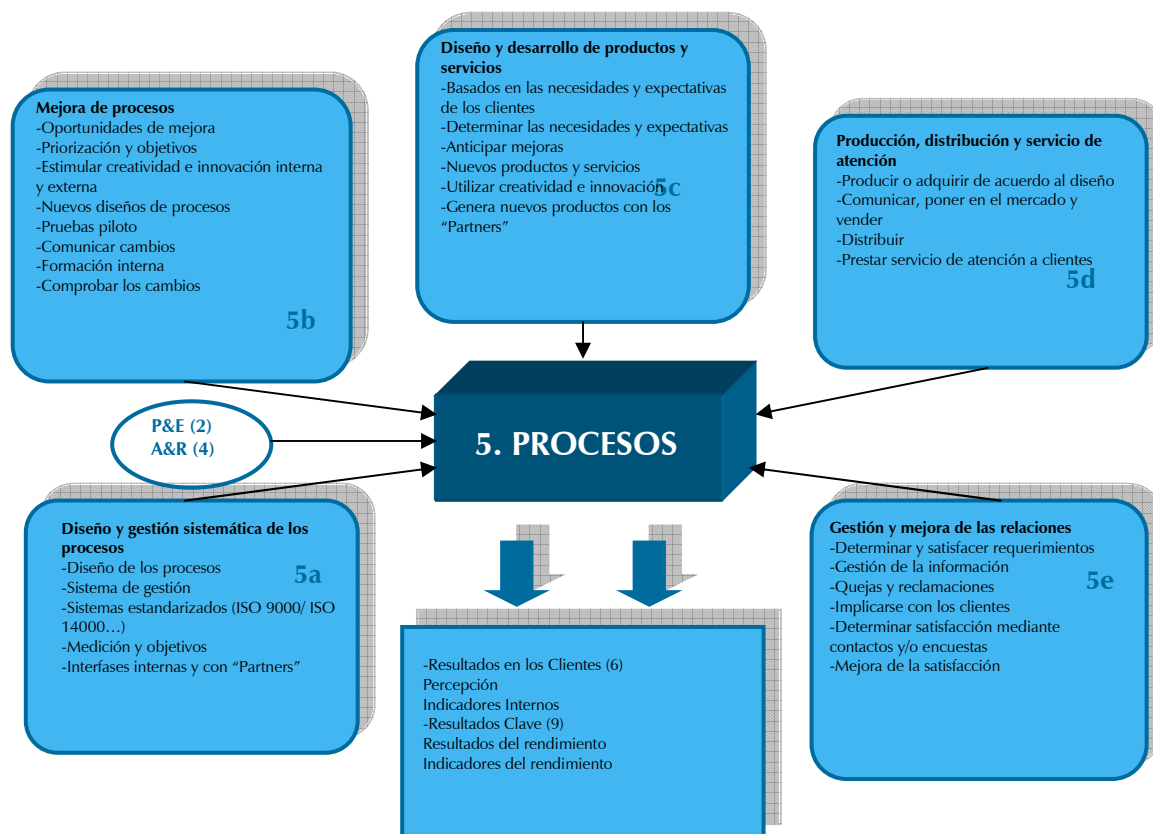 Mejora de procesos
-Oportunidades de mejora
-Priorización y objetivos
-Estimular creatividad e innovación interna
y externa
-Nuevos diseños de procesos
-Pruebas piloto
-Comunicar cambios
-Formación interna
-Comprobar los cambios
5b
Diseño y desarrollo de productos y
servicios
-Basados en las necesidades y expectativas
de los clientes
-Determinar las necesidades y expectativas
-Anticipar mejoras
-Nuevos productos y servicios
-Utilizar creatividad e innovación
-Genera nuevos productos con los
“Partners”
5c
Producción, distribución y servicio de
atención
-Producir o adquirir de acuerdo al diseño
-Comunicar, poner en el mercado y
vender
-Distribuir
-Prestar servicio de atención a clientes
5d
P&E (2)
A&R (4)
5. PROCESOS
Diseño y gestión sistemática de los
procesos
-Diseño de los procesos
-Sistema de gestión
-Sistemas estandarizados (ISO 9000/ ISO
14000…)
-Medición y objetivos
-Interfases internas y con “Partners”
5a
-Resultados en los Clientes (6)
Percepción
Indicadores Internos
-Resultados Clave (9)
Resultados del rendimiento
Indicadores del rendimiento
Gestión y mejora de las relaciones
-Determinar y satisfacer requerimientos
-Gestión de la información
-Quejas y reclamaciones
-Implicarse con los clientes
-Determinar satisfacción mediante
contactos y/o encuestas
-Mejora de la satisfacción
5e